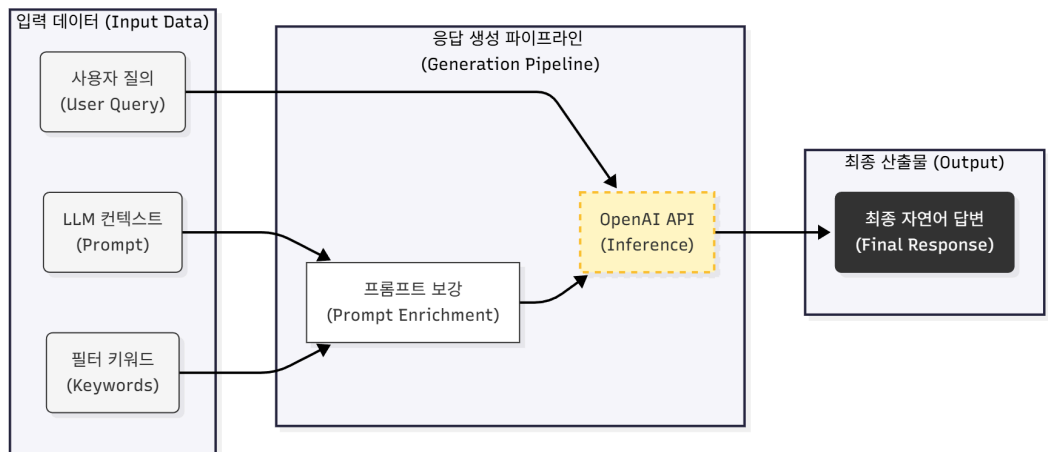 입력 데이터 (Input Data)
사용자 질의
(User Query)
LLM 컨텍스트
(Prompt)
필터 키워드
(Keywords)
응답 생성 파이프라인
(Generation Pipeline)
프롬프트 보강
(Prompt Enrichment)
OpenAI API
(Inference)
최종 산출물 (Output)
최종 자연어 답변
(Final Response)